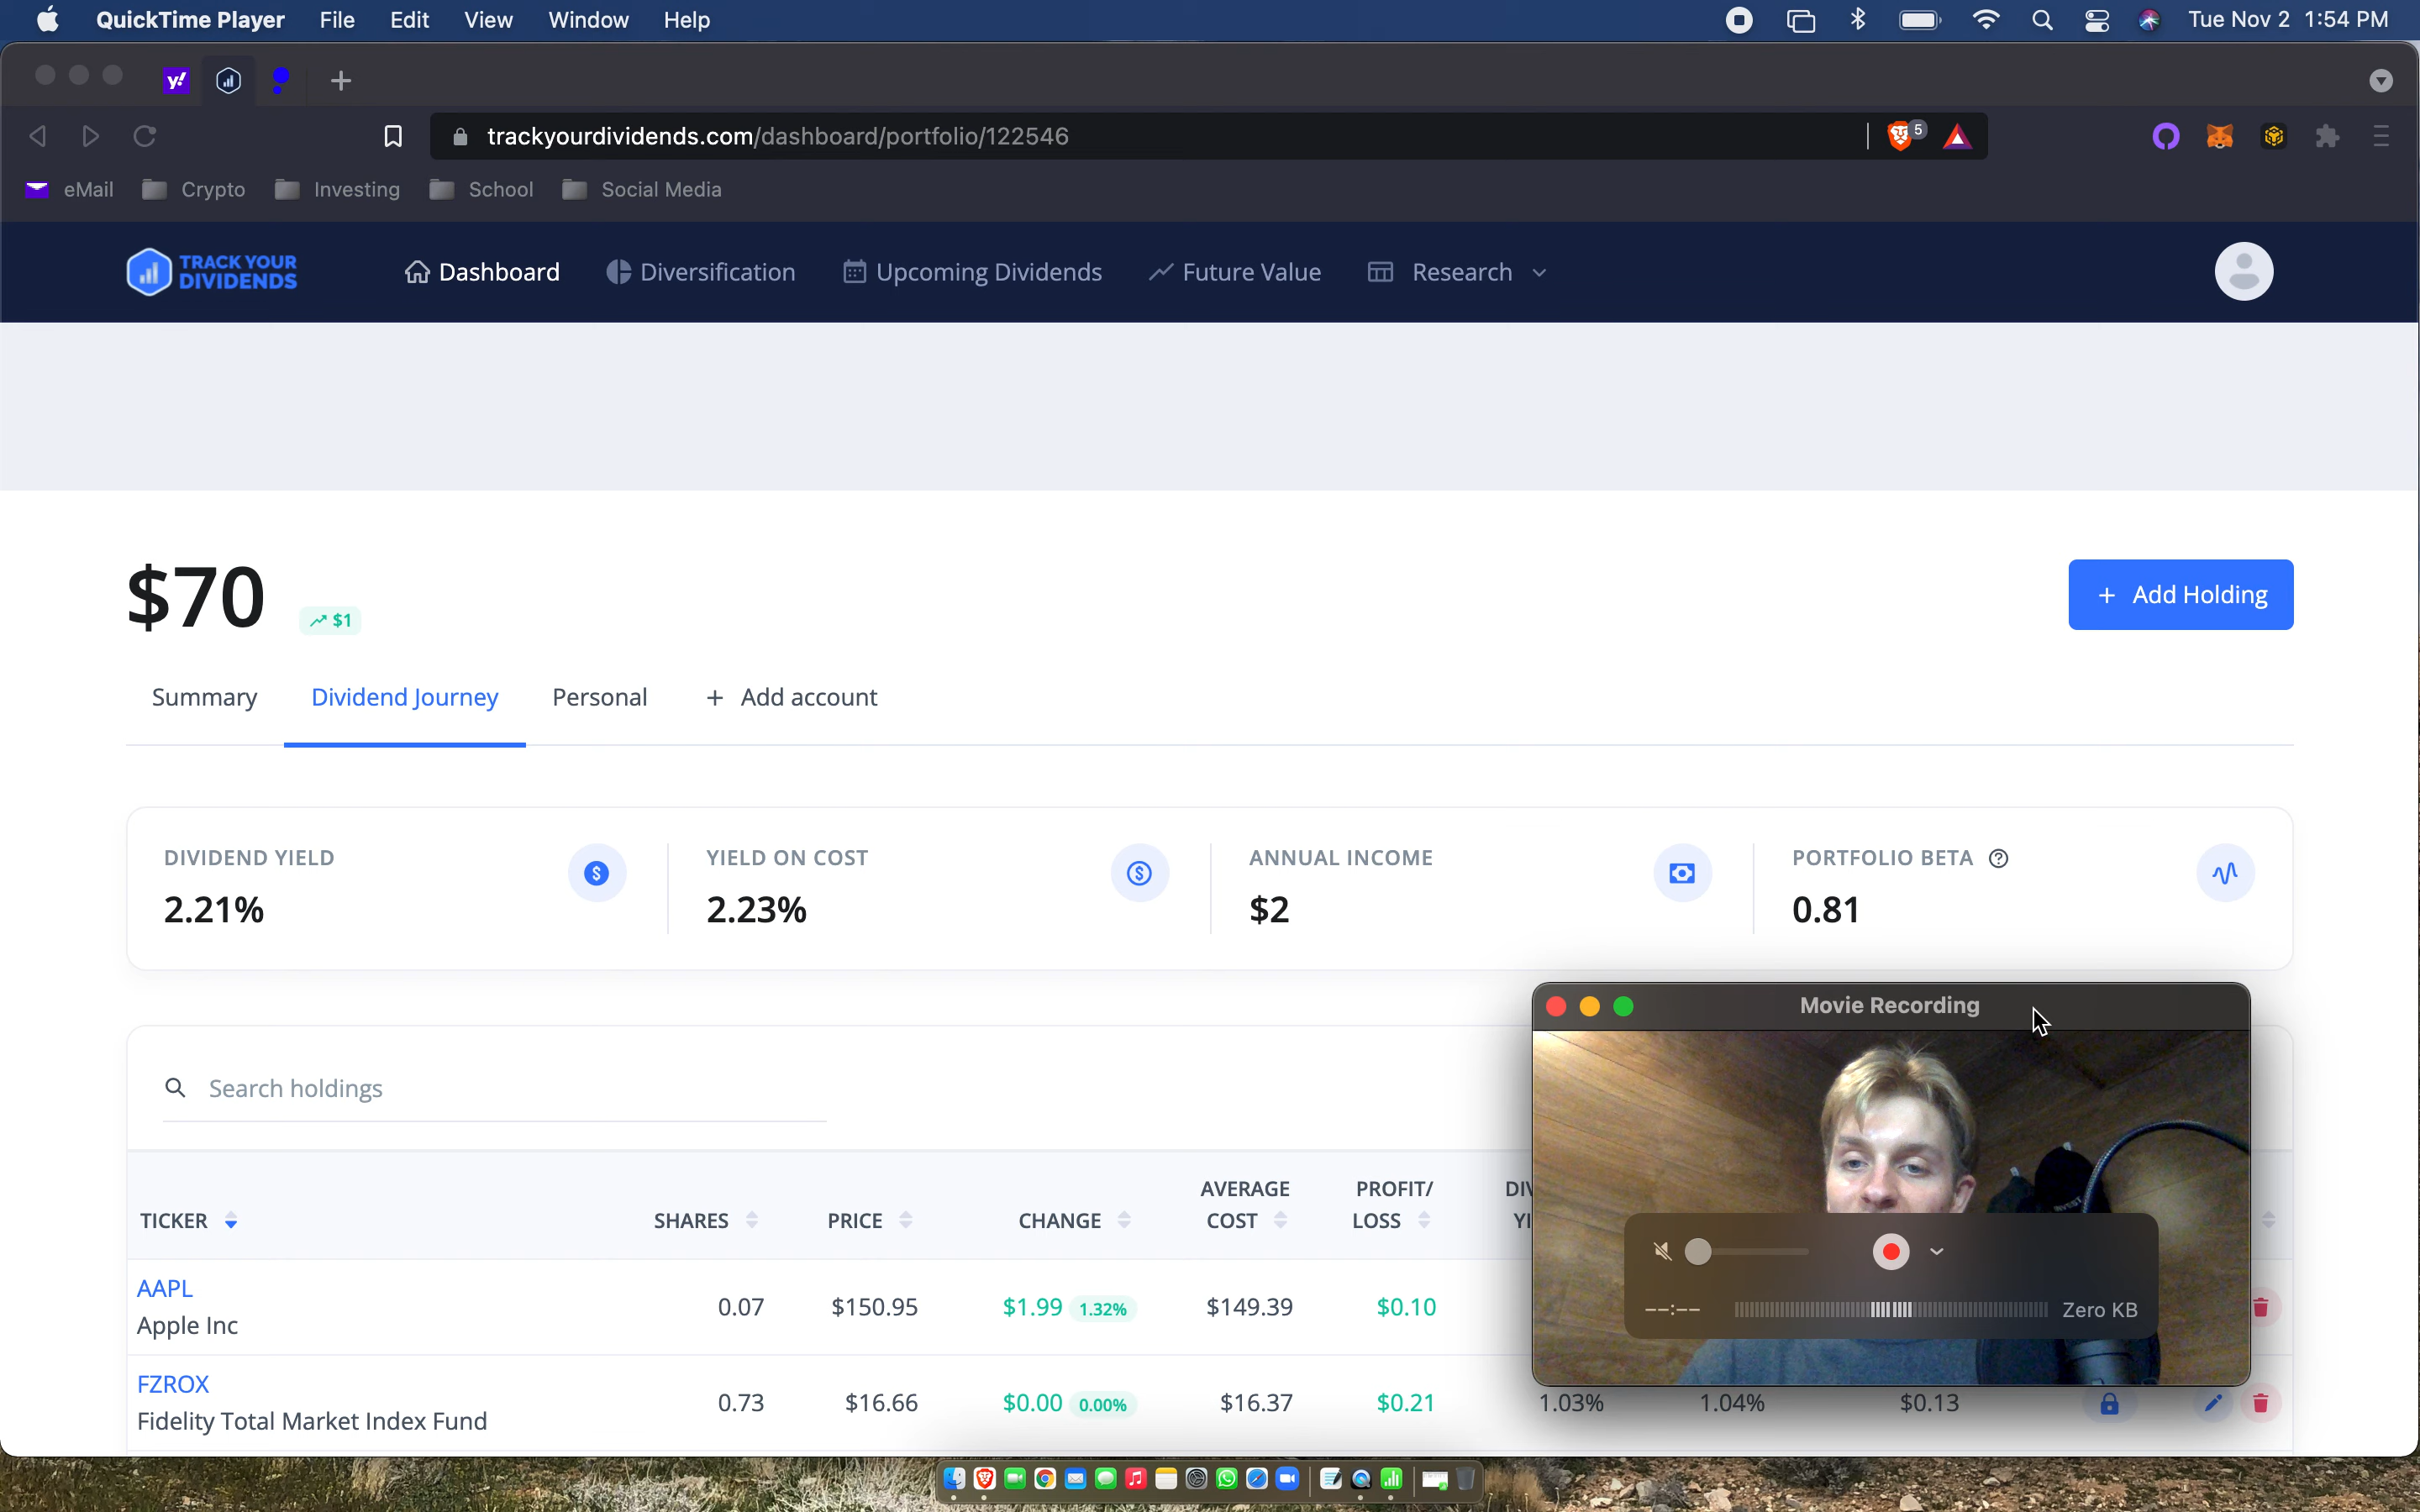 QuickTime Player File Edit View Window Help Tue Nov 2 1:54 PM
y!
trackyourdividends.com/dashboard/portfolio/122546 5
eMail Crypto Investing School Social Media
TRACK YOUR DIVIDENDS Dashboard Diversification Upcoming Dividends Future Value Research
$70 $1 + Add Holding
Summary Dividend Journey Personal + Add account
DIVIDEND YIELD YIELD ON COST ANNUAL INCOME PORTFOLIO BETA ?
2.21% 2.23% $2 0.81
Movie Recording
Search holdings
AVERAGE PROFIT/ DIV
TICKER SHARES PRICE CHANGE COST LOSS YI
AAPL
Apple Inc 0.07 $150.95 $1.99 1.32% $149.39 $0.10
--:-- Zero KB
FZROX
Fidelity Total Market Index Fund 0.73 $16.66 $0.00 0.00% $16.37 $0.21 1.03% 1.04% $0.13